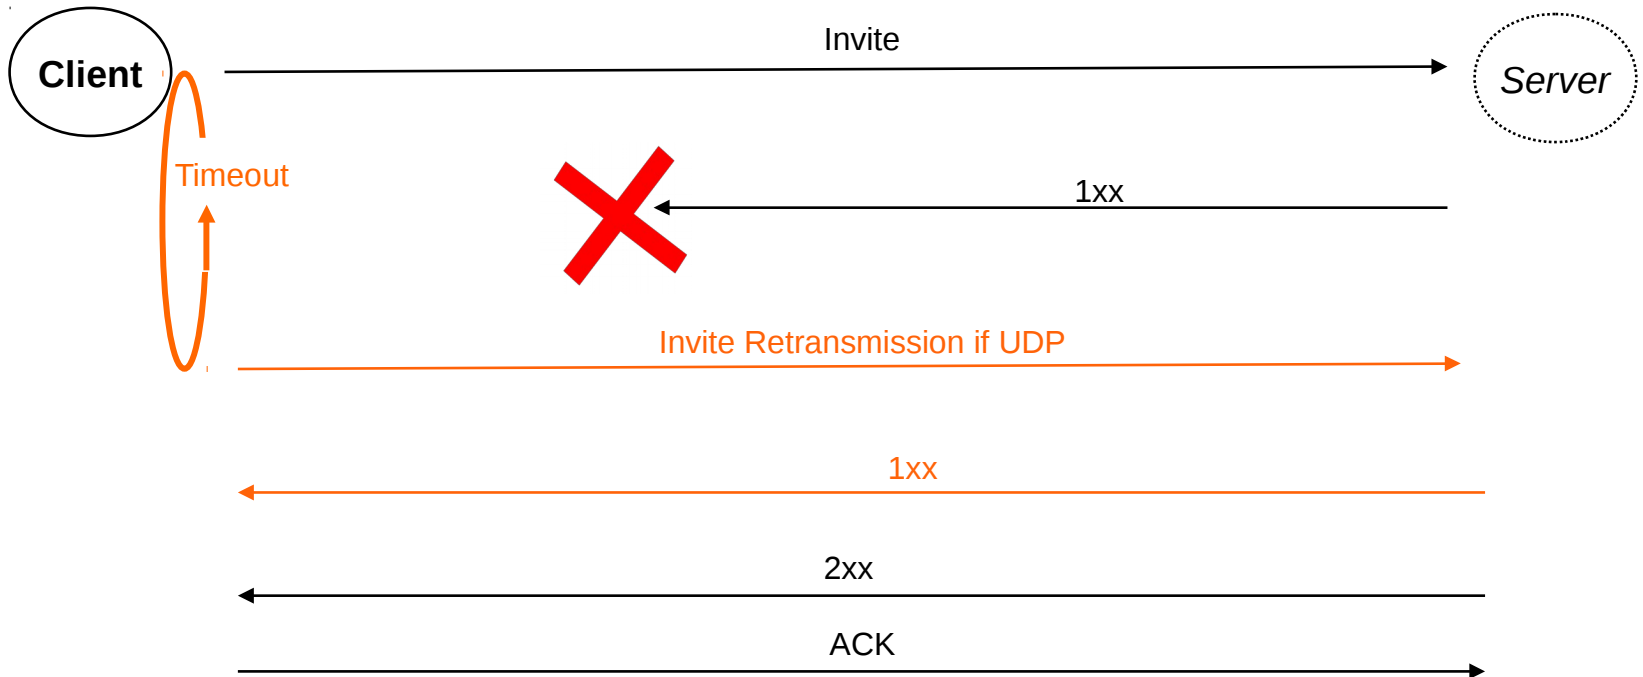 Invite
Client
Server
Timeout
1xx
Invite Retransmission if UDP
1xx
2xx
ACK